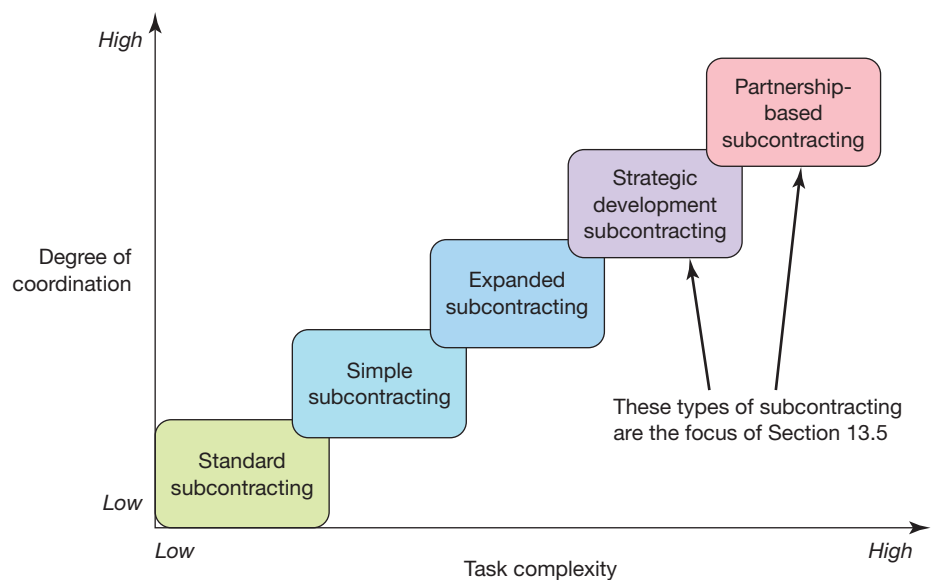 High
Partnership-
based
subcontracting
Strategic
development
subcontracting
Degree of
coordination
Expanded
subcontracting
Simple
subcontracting
These types of subcontracting
are the focus of Section 13.5
Standard
subcontracting
Low
Low
High
Task complexity